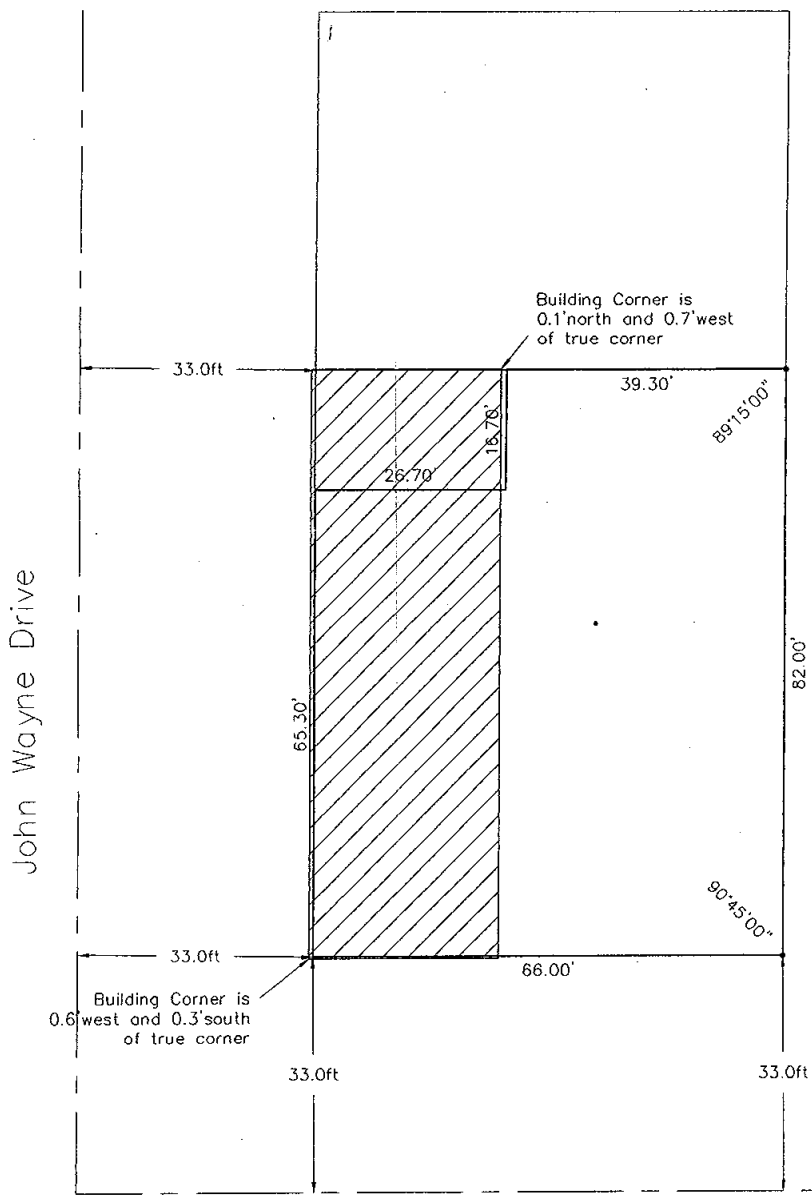 Building Corner is
0.1'north and 0.7'west
of true corner
33.0ft
39.30'
89°15'00"
16.70'
26.70'
John Wayne Drive
65.30'
82.00'
90°45'00"
33.0ft
66.00'
Building Corner is
0.6'west and 0.3'south
of true corner
33.0ft
33.0ft